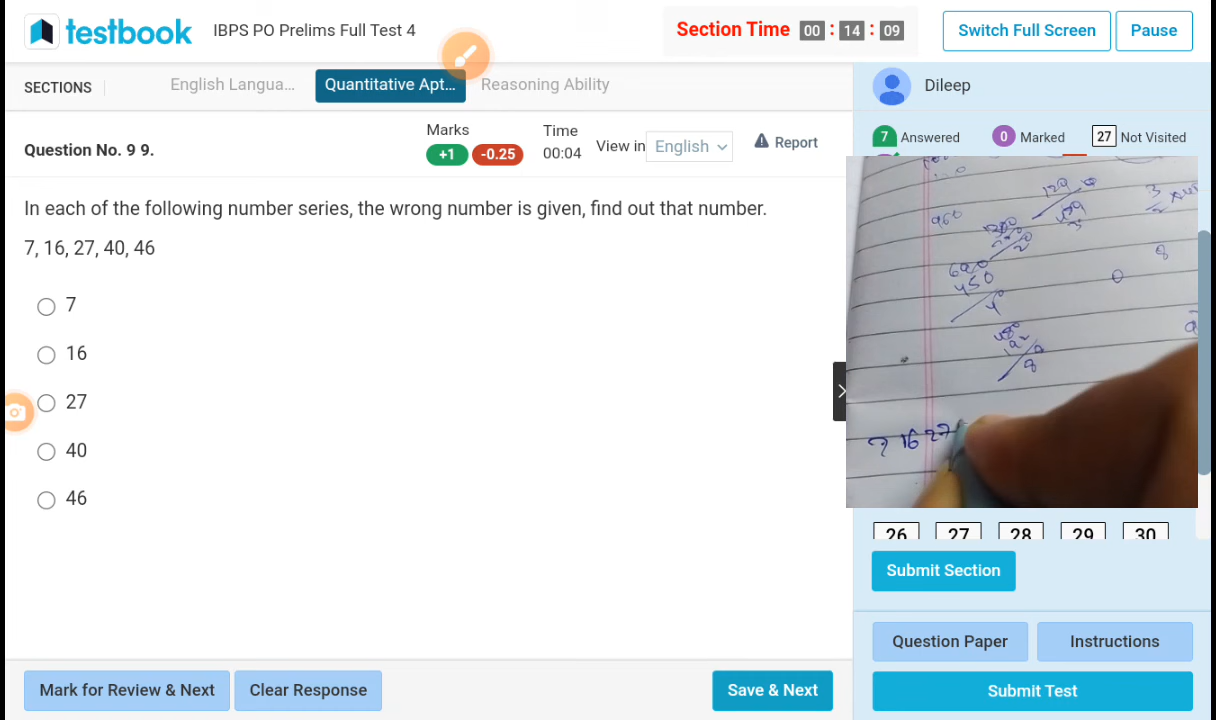 testbook IBPS PO Prelims Full Test 4 Section Time 00 : 14 : 09 Switch Full Screen Pause
SECTIONS English Langua... Quantitative Apt... Reasoning Ability Dileep
Question No. 9 9. Marks +1 -0.25 Time 00:04 View in English Report
7 Answered 0 Marked 27 Not Visited
In each of the following number series, the wrong number is given, find out that number.
7, 16, 27, 40, 46
7
16
27
40
46
960
450
0
8
7 16 27
26 27 28 29 30
Submit Section
Question Paper Instructions
Mark for Review & Next Clear Response Save & Next Submit Test